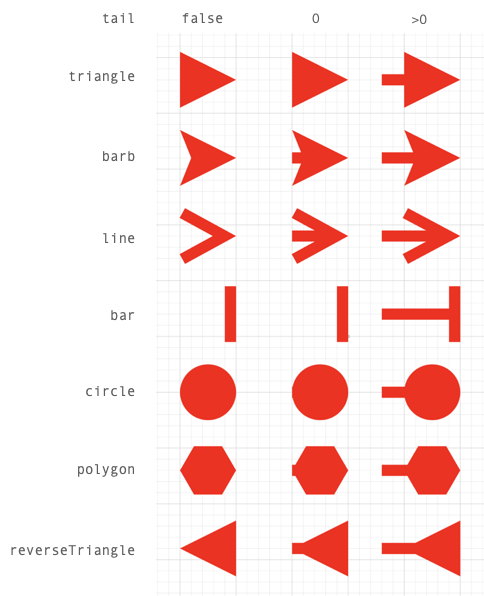 tail false 0 >0
triangle
barb
line
bar
circle
polygon
reverseTriangle